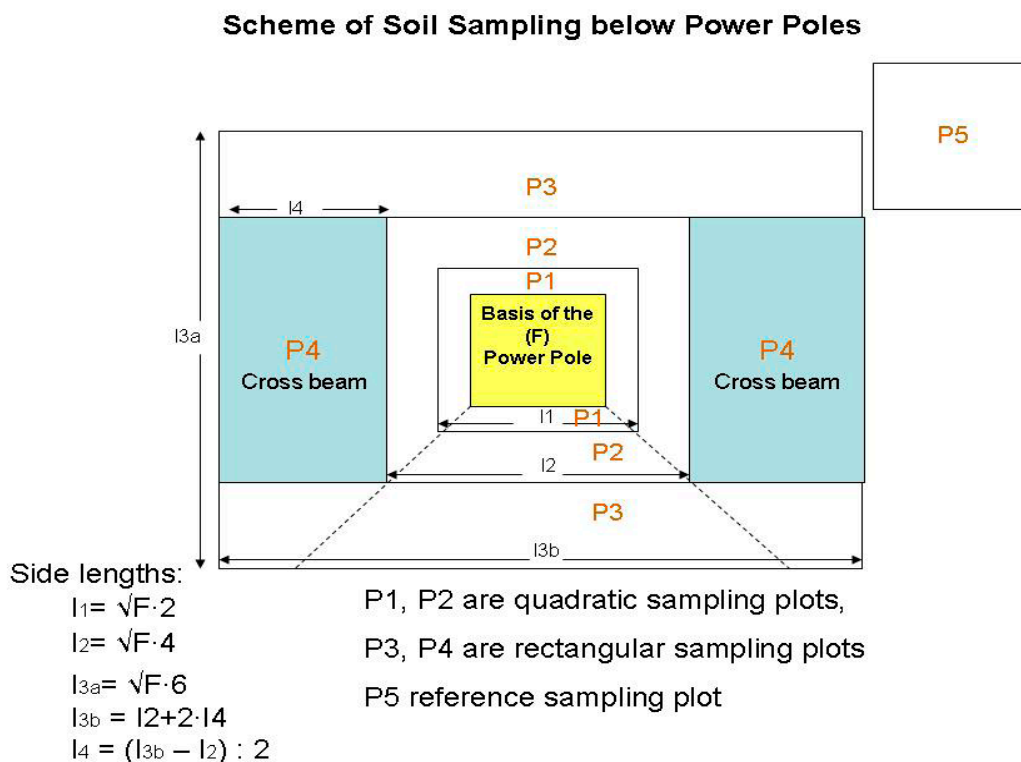 Scheme of Soil Sampling below Power Poles
P5
P3
l4
P2
P1
Basis of the
(F)
Power Pole
l3a
P4
Cross beam
P4
Cross beam
l1
P1
P2
l2
P3
l3b
Side lengths:
l1= √F·2
l2= √F·4
l3a= √F·6
l3b = l2+2·l4
l4 = (l3b – l2) : 2
P1, P2 are quadratic sampling plots,
P3, P4 are rectangular sampling plots
P5 reference sampling plot